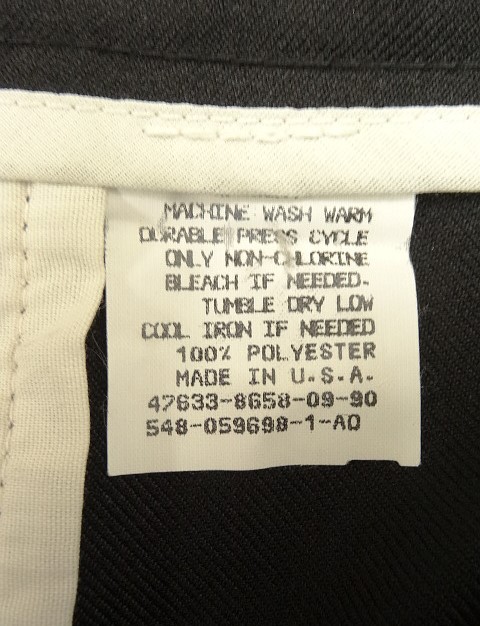 MACHINE WASH WARM
DURABLE PRESS CYCLE
ONLY NON-CHLORINE
BLEACH IF NEEDED.
TUMBLE DRY LOW
COOL IRON IF NEEDED
100% POLYESTER
MADE IN U.S.A.
47633-8658-09-90
548-059698-1-AO